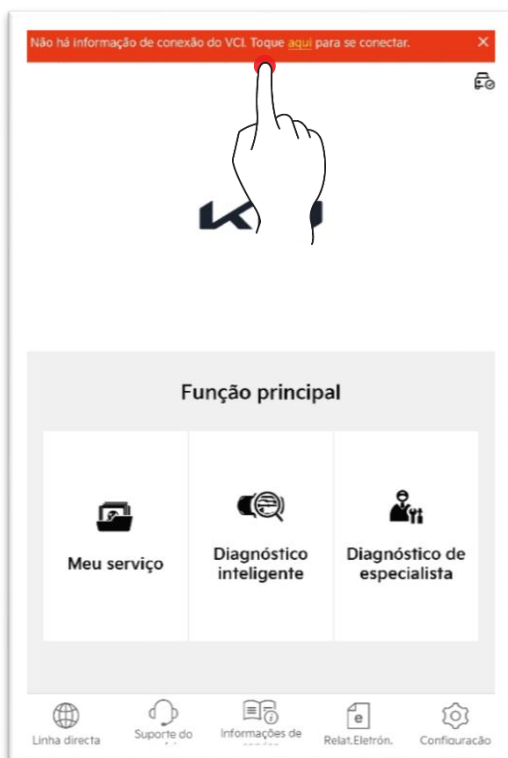 Não há informação de conexão do VCI. Toque aqui para se conectar.
Função principal
Meu serviço
Diagnóstico
inteligente
Diagnóstico de
especialista
Linha directa
Suporte do
Informações de
Relat.Eletrón.
Configuração